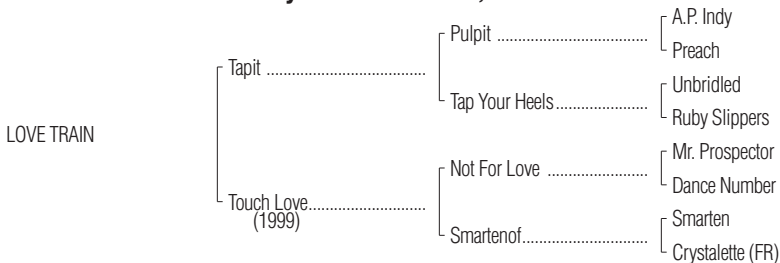 A.P. Indy
Pulpit ......................................
Preach
Tapit .......................................
Unbridled
Tap Your Heels.......................
Ruby Slippers
LOVE TRAIN
Mr. Prospector
Not For Love .........................
Dance Number
Touch Love.............................
(1999)
Smarten
Smartenof...............................
Crystalette (FR)